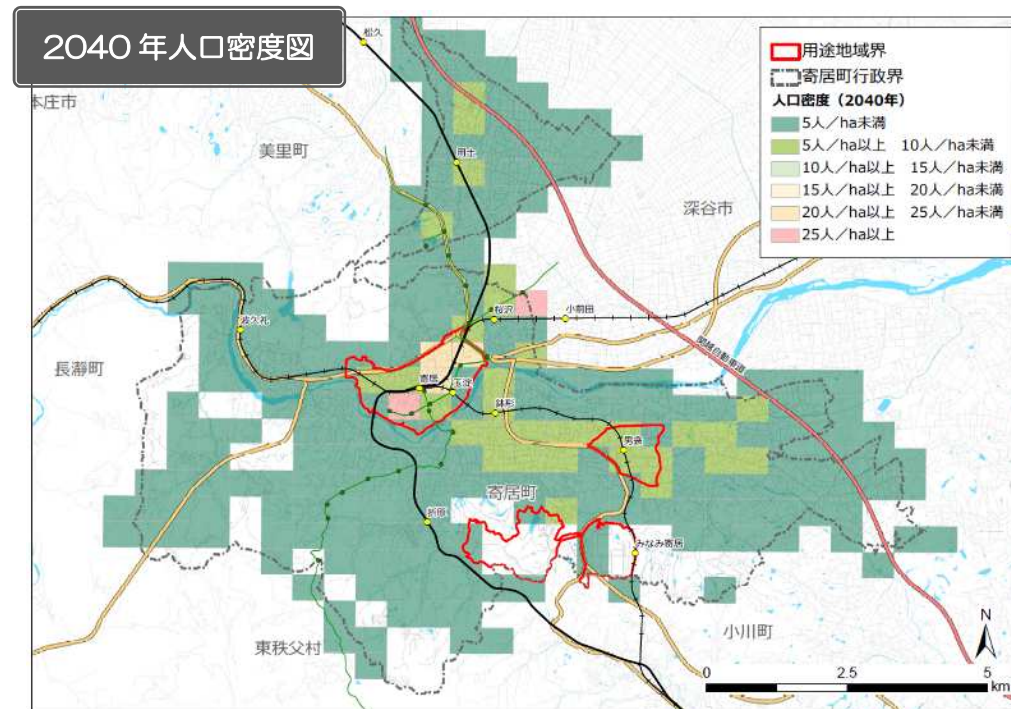 2040年人口密度図
松久
本庄市
美里町
用土
深谷市
用途地域界
寄居町行政界
人口密度（2040年）
5人／ha未満
5人／ha以上　10人／ha未満
10人／ha以上　15人／ha未満
15人／ha以上　20人／ha未満
20人／ha以上　25人／ha未満
25人／ha以上
波久礼
桜沢
小前田
関越自動車道
長瀞町
寄居
玉淀
鉢形
男衾
寄居町
折原
みなみ寄居
東秩父村
小川町
N
0
2.5
5
km